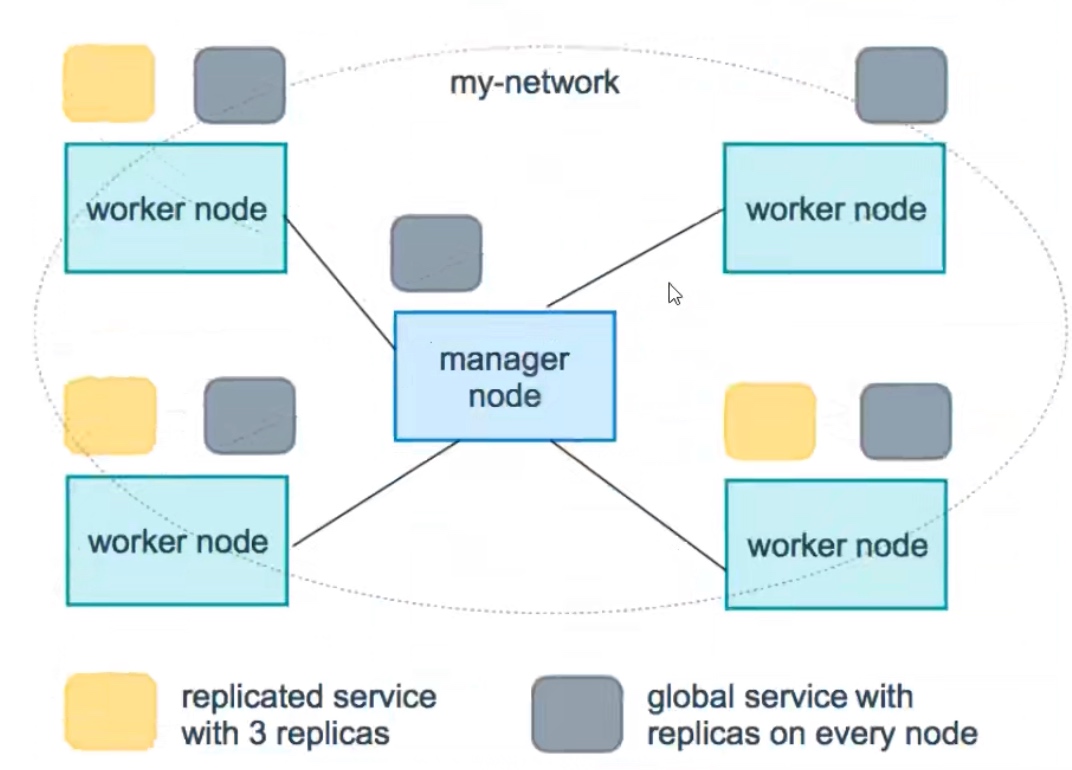 my-network
worker node
worker node
manager
node
worker node
worker node
replicated service
with 3 replicas
global service with
replicas on every node